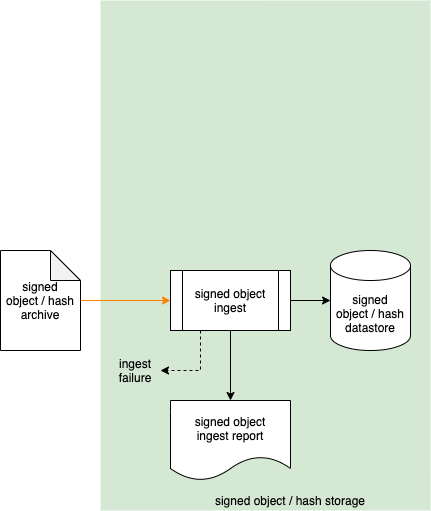 signed
object / hash
archive
signed object
ingest
signed
object / hash
datastore
ingest
failure
signed object
ingest report
signed object / hash storage